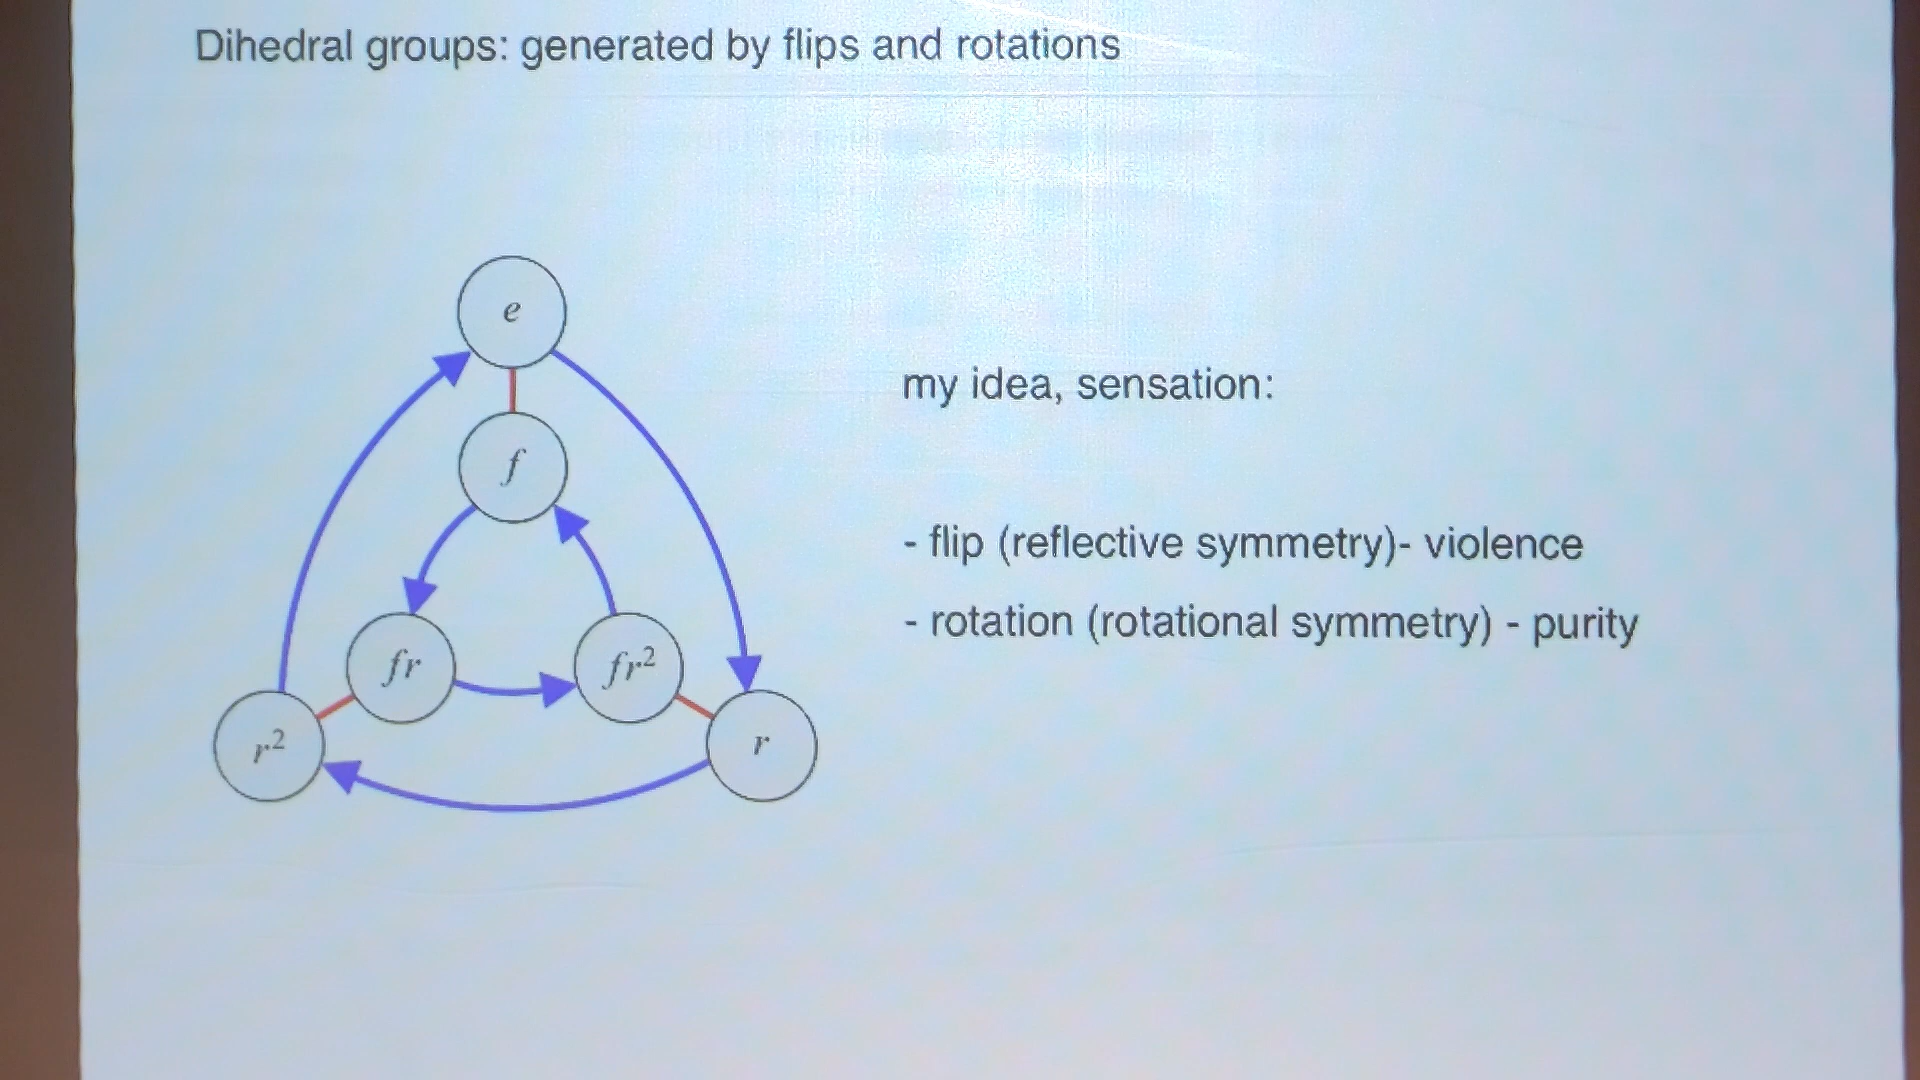 Dihedral groups: generated by flips and rotations
e
f
fr
fr²
r²
r
my idea, sensation:
- flip (reflective symmetry)- violence
- rotation (rotational symmetry) - purity